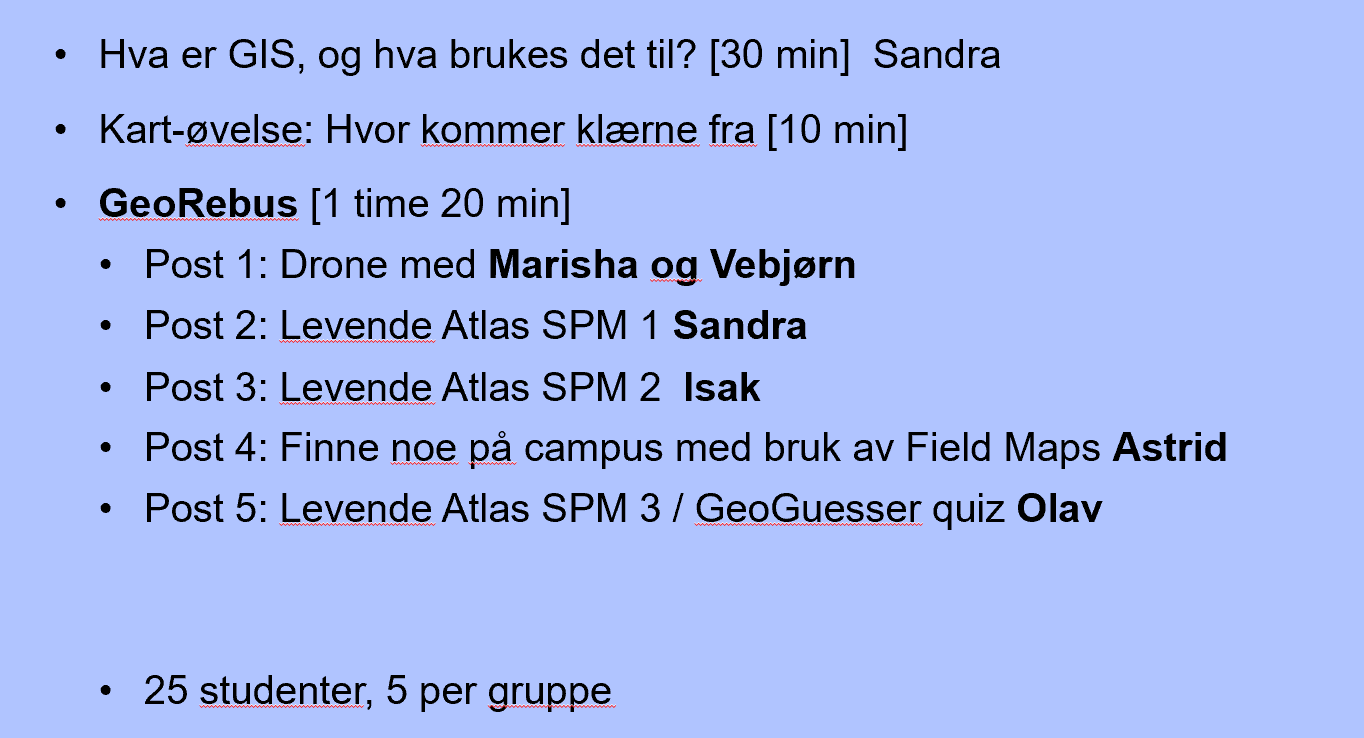 • Hva er GIS, og hva brukes det til? [30 min]  Sandra
• Kart-øvelse: Hvor kommer klærne fra [10 min]
• GeoRebus [1 time 20 min]
• Post 1: Drone med Marisha og Vebjørn
• Post 2: Levende Atlas SPM 1 Sandra
• Post 3: Levende Atlas SPM 2  Isak
• Post 4: Finne noe på campus med bruk av Field Maps Astrid
• Post 5: Levende Atlas SPM 3 / GeoGuesser quiz Olav
• 25 studenter, 5 per gruppe